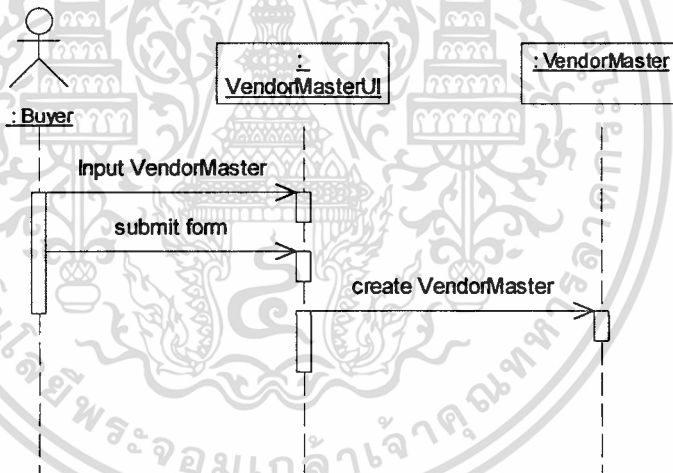 :
VendorMasterUI
: VendorMaster
: Buyer
Input VendorMaster
submit form
create VendorMaster